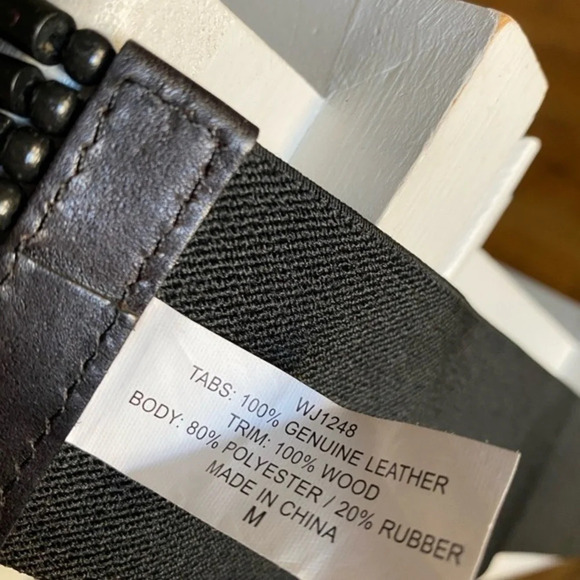 WJ1248
TABS: 100% GENUINE LEATHER
TRIM: 100% WOOD
BODY: 80% POLYESTER / 20% RUBBER
MADE IN CHINA
M